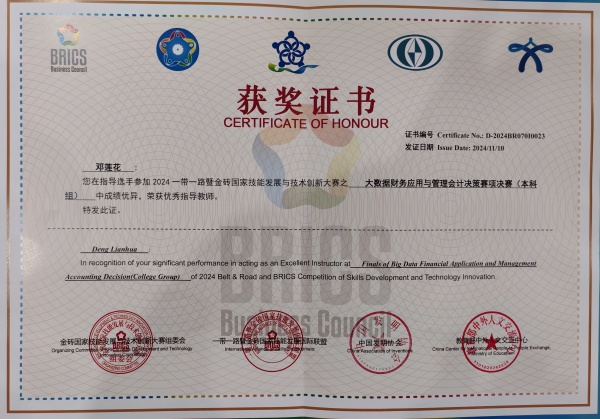 BRICS
Business Council
获奖证书
CERTIFICATE OF HONOUR
证书编号 Certificate No.: D-2024BR07010023
发证日期 Issue Date: 2024/11/10
邓莲花：
您在指导选手参加 2024 一带一路暨金砖国家技能发展与技术创新大赛之 大数据财务应用与管理会计决策赛项决赛（本科
组） 中成绩优异，荣获优秀指导教师。
特发此证。
Deng Lianhua:
In recognition of your significant performance in acting as an Excellent Instructor at Finals of Big Data Financial Application and Management
Accounting Decision(College Group) of 2024 Belt & Road and BRICS Competition of Skills Development and Technology Innovation.
BRICS
Business Council
金砖国家技能发展与技术创新大赛组委会 一带一路暨金砖国家技能发展国际联盟 中国发明协会 教育部中外人文交流中心
China Association of Inventions
Ministry of Education